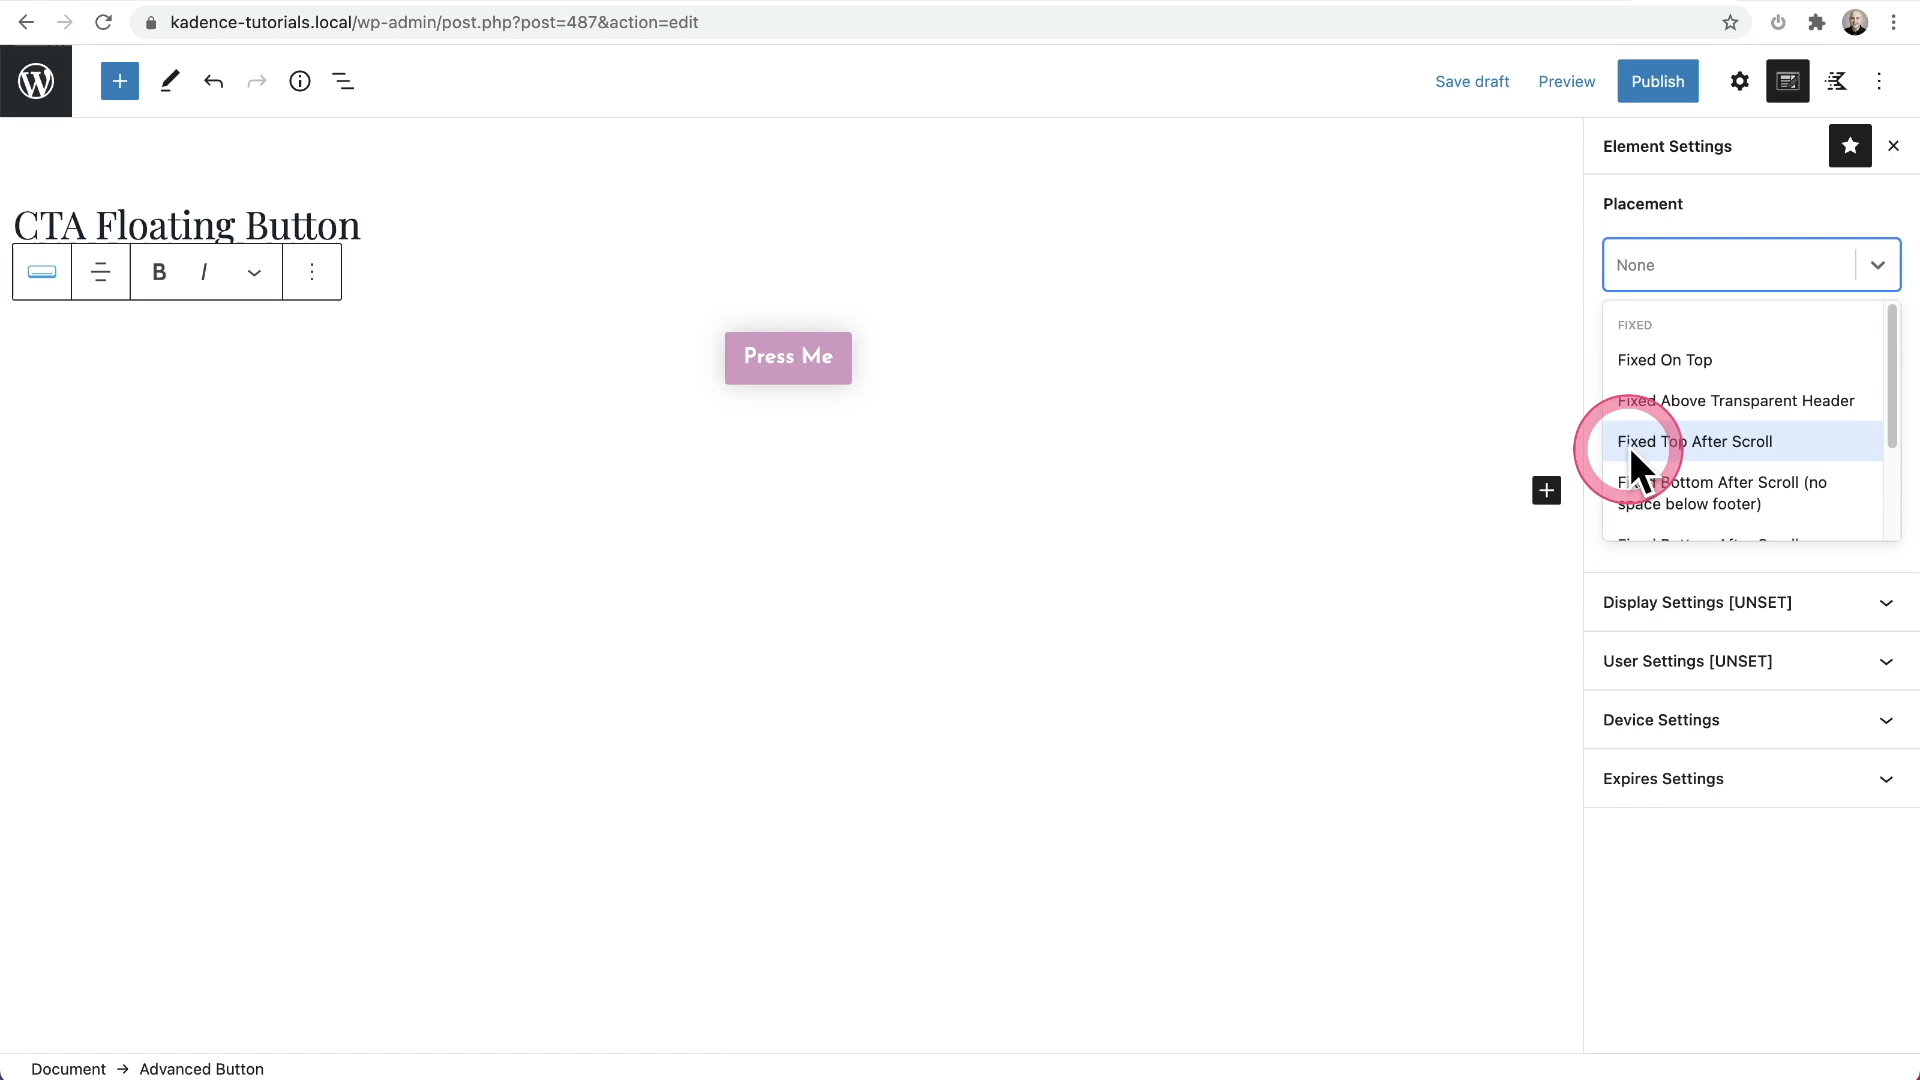 kadence-tutorials.local/wp-admin/post.php?post=487&action=edit
Save draft
Preview
Publish
Element Settings
Placement
CTA Floating Button
None
B
I
FIXED
Press Me
Fixed On Top
Fixed Above Transparent Header
Fixed Top After Scroll
Bottom After Scroll (no
space below footer)
Display Settings [UNSET]
User Settings [UNSET]
Device Settings
Expires Settings
Document → Advanced Button